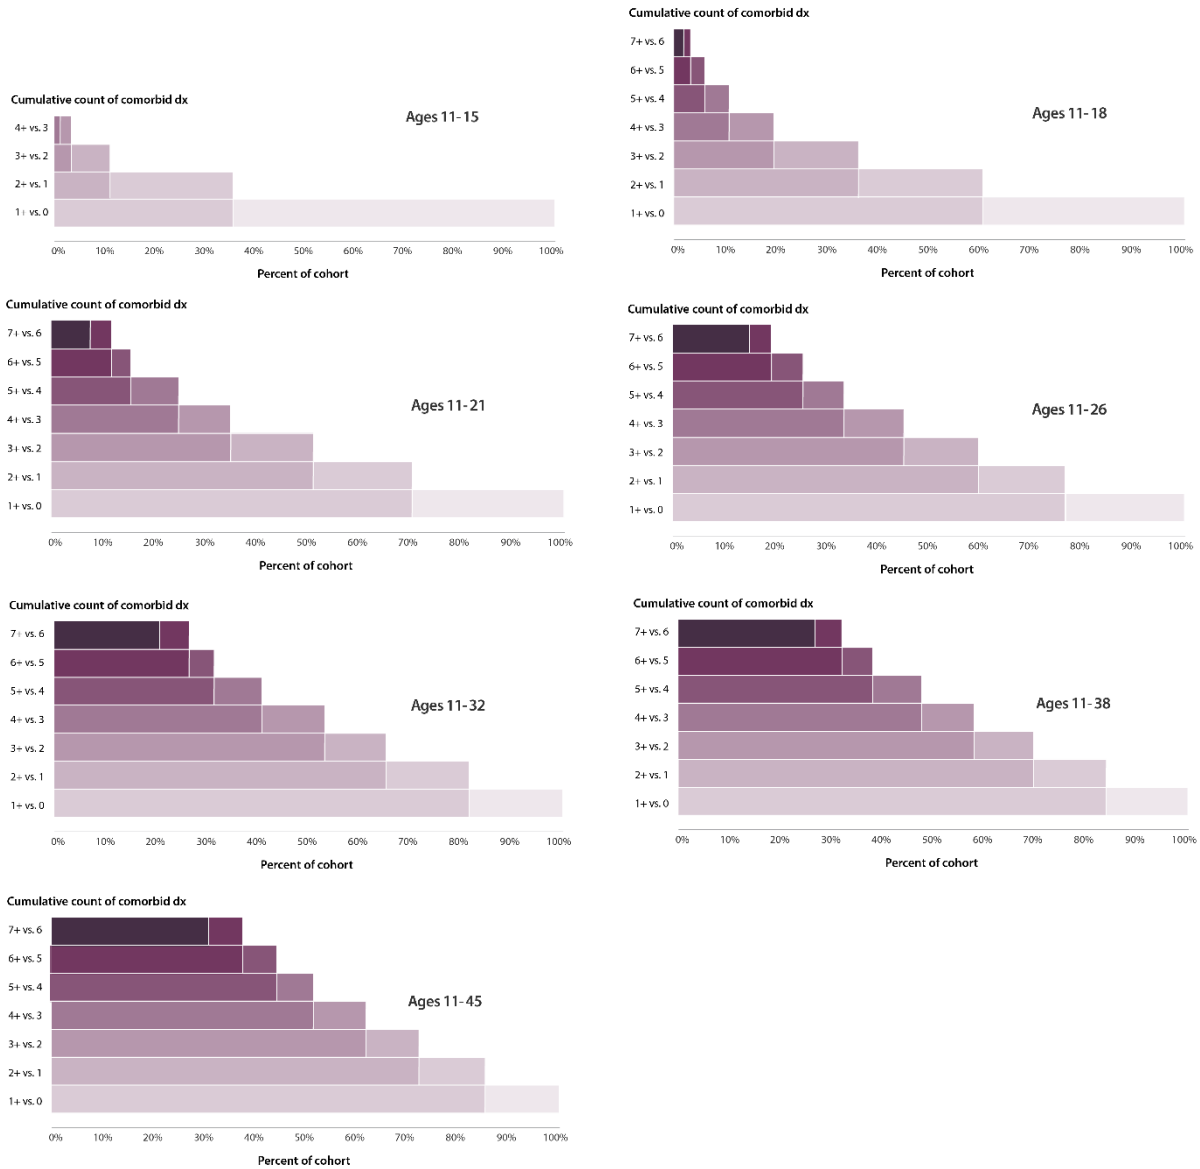 Cumulative count of comorbid dx
Ages 11-15
4+ vs. 3
3+ vs. 2
2+ vs. 1
1+ vs. 0
0% 10% 20% 30% 40% 50% 60% 70% 80% 90% 100%
Percent of cohort
Cumulative count of comorbid dx
7+ vs. 6
6+ vs. 5
5+ vs. 4
Ages 11-18
4+ vs. 3
3+ vs. 2
2+ vs. 1
1+ vs. 0
0% 10% 20% 30% 40% 50% 60% 70% 80% 90% 100%
Percent of cohort
Cumulative count of comorbid dx
7+ vs. 6
6+ vs. 5
5+ vs. 4
Ages 11-21
4+ vs. 3
3+ vs. 2
2+ vs. 1
1+ vs. 0
0% 10% 20% 30% 40% 50% 60% 70% 80% 90% 100%
Percent of cohort
Cumulative count of comorbid dx
7+ vs. 6
6+ vs. 5
5+ vs. 4
Ages 11-26
4+ vs. 3
3+ vs. 2
2+ vs. 1
1+ vs. 0
0% 10% 20% 30% 40% 50% 60% 70% 80% 90% 100%
Percent of cohort
Cumulative count of comorbid dx
7+ vs. 6
6+ vs. 5
5+ vs. 4
Ages 11-32
4+ vs. 3
3+ vs. 2
2+ vs. 1
1+ vs. 0
0% 10% 20% 30% 40% 50% 60% 70% 80% 90% 100%
Percent of cohort
Cumulative count of comorbid dx
7+ vs. 6
6+ vs. 5
5+ vs. 4
Ages 11-38
4+ vs. 3
3+ vs. 2
2+ vs. 1
1+ vs. 0
0% 10% 20% 30% 40% 50% 60% 70% 80% 90% 100%
Percent of cohort
Cumulative count of comorbid dx
7+ vs. 6
6+ vs. 5
5+ vs. 4
Ages 11-45
4+ vs. 3
3+ vs. 2
2+ vs. 1
1+ vs. 0
0% 10% 20% 30% 40% 50% 60% 70% 80% 90% 100%
Percent of cohort